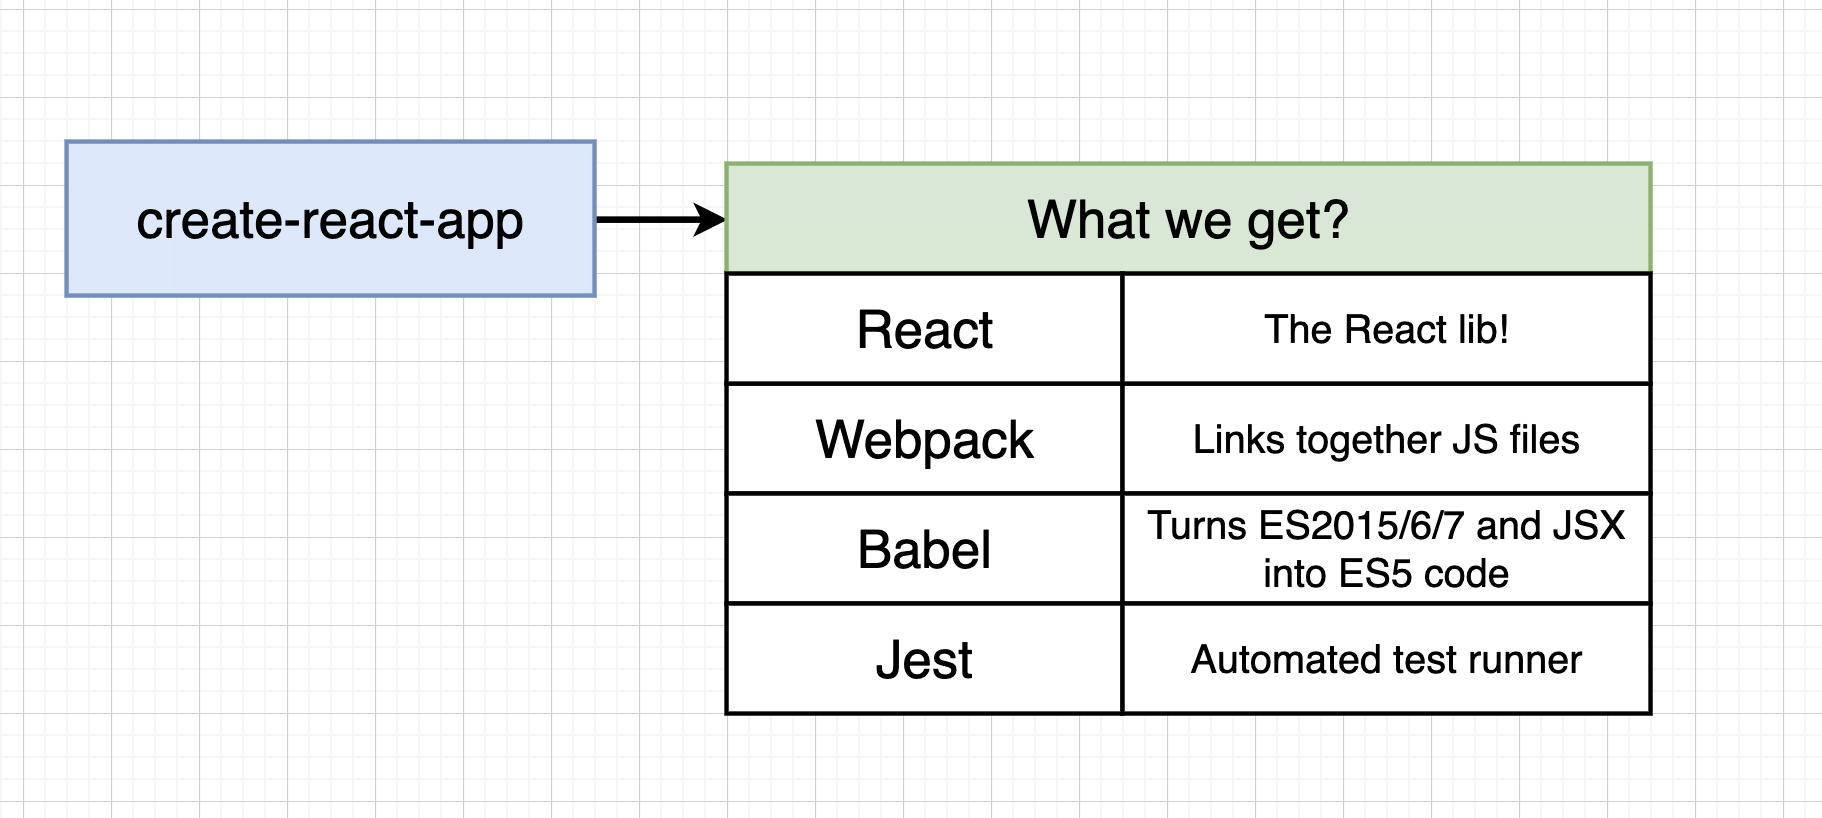 create-react-app
What we get?
React
The React lib!
Webpack
Links together JS files
Babel
Turns ES2015/6/7 and JSX
into ES5 code
Jest
Automated test runner